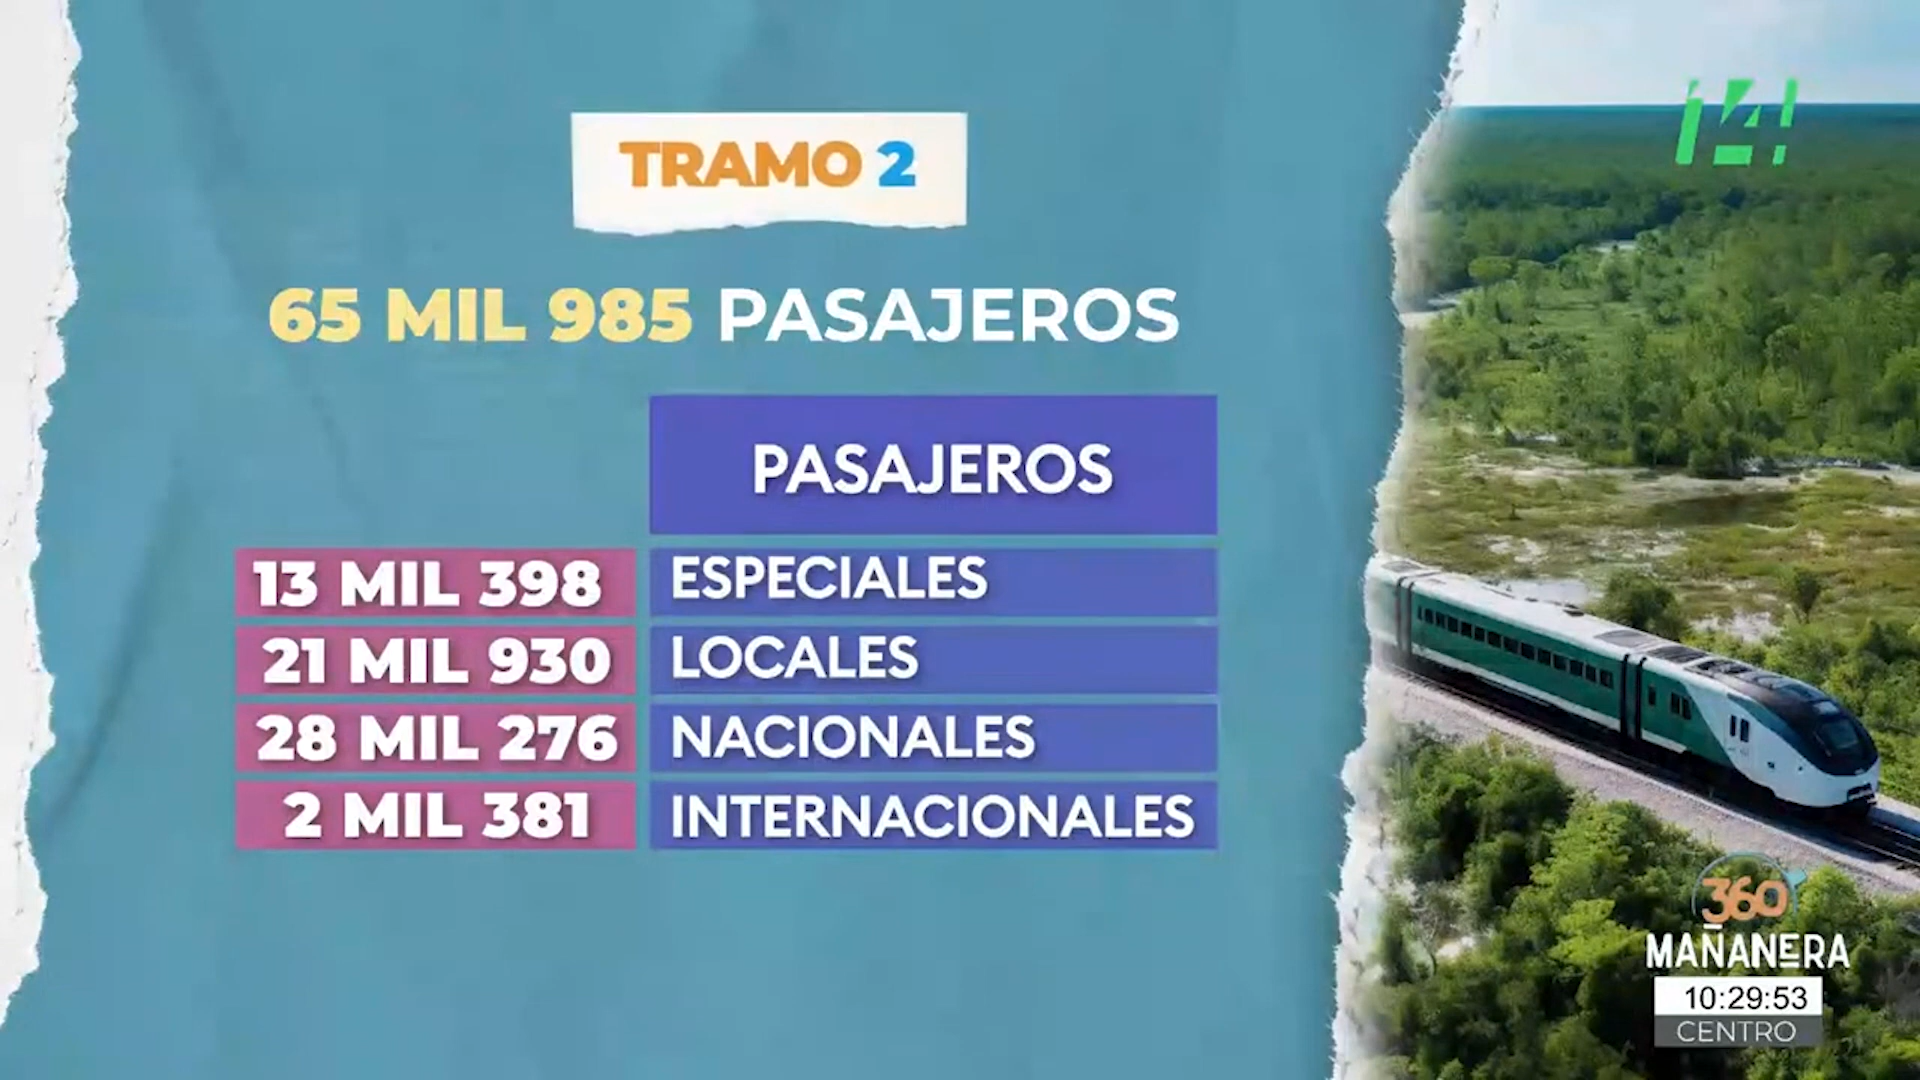 14
TRAMO 2
65 MIL 985 PASAJEROS
PASAJEROS
13 MIL 398 ESPECIALES
21 MIL 930 LOCALES
28 MIL 276 NACIONALES
2 MIL 381 INTERNACIONALES
360
MAÑANERA
10:29:53
CENTRO